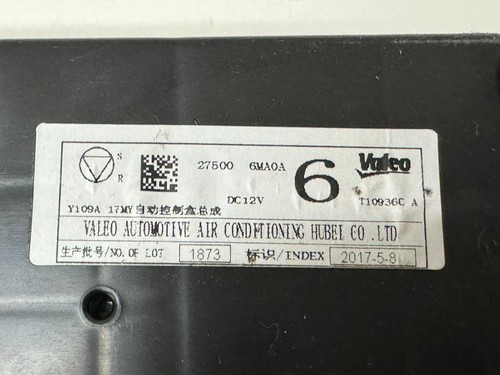 S
R
27500 6MA0A
6
Valeo
DC12V
T10936C A
Y109A 17MY自动控制盒总成
VALEO AUTOMOTIVE AIR CONDITIONING HUBEI CO .LTD
生产批号/NO. OF LOT 1873 标识/INDEX 2017-5-8